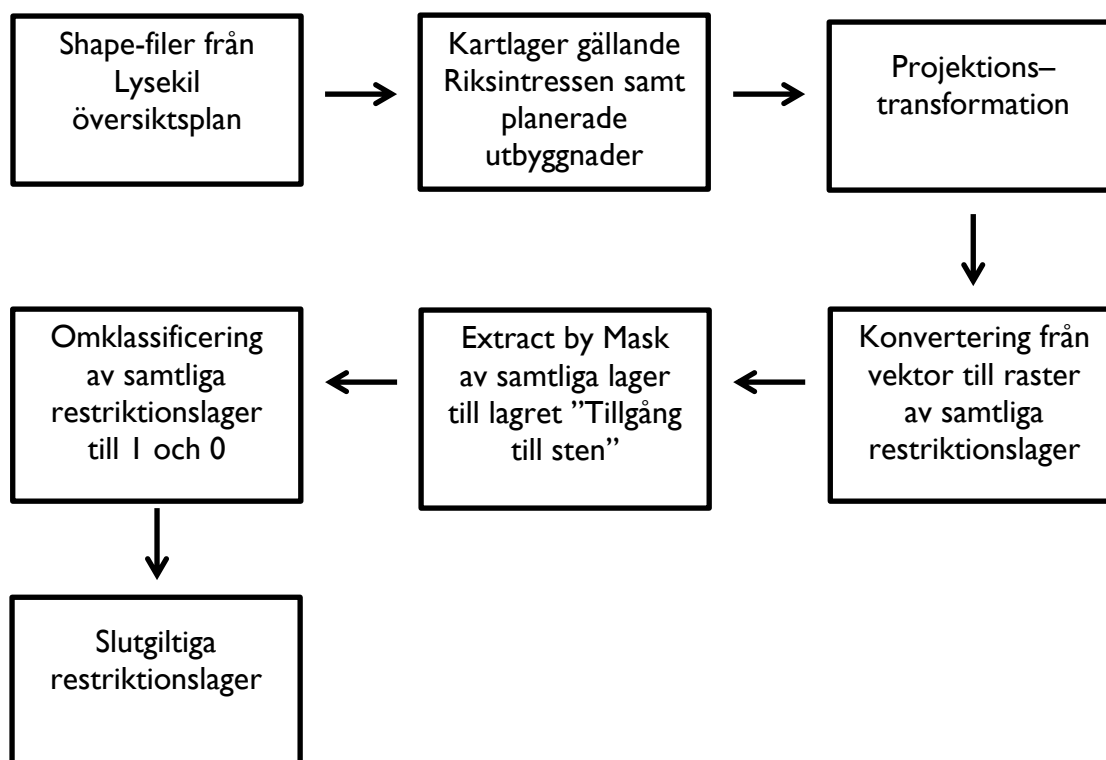 Shape-filer från
Lysekil
översiktsplan
Kartlager gällande
Riksintressen samt
planerade
utbyggnader
Projektions–
transformation
Konvertering från
vektor till raster
av samtliga
restriktionslager
Extract by Mask
av samtliga lager
till lagret ”Tillgång
till sten”
Omklassificering
av samtliga
restriktionslager
till 1 och 0
Slutgiltiga
restriktionslager